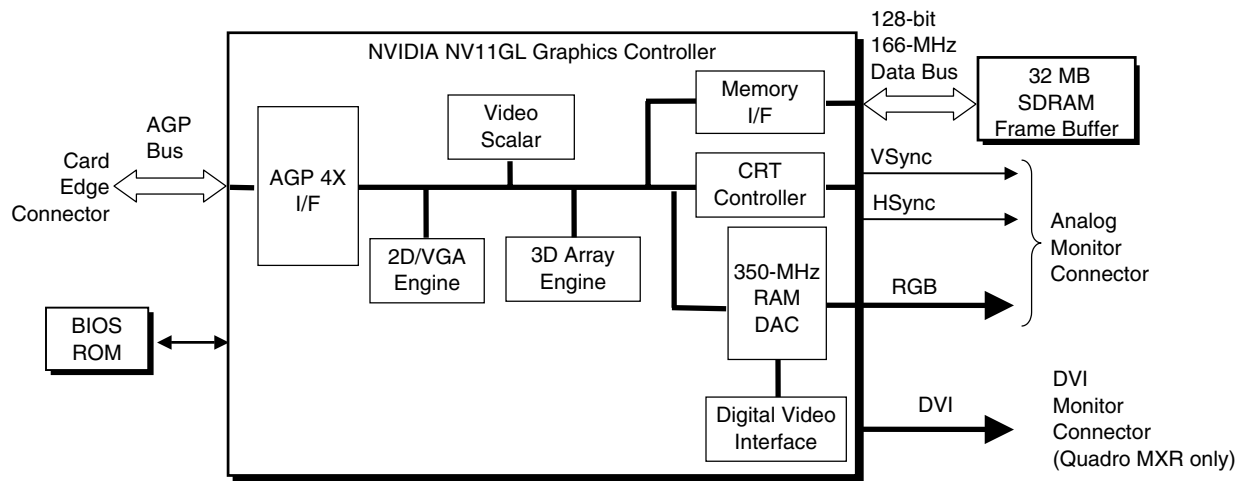 NVIDIA NV11GL Graphics Controller
128-bit
166-MHz
Data Bus
32 MB
SDRAM
Frame Buffer
Memory
I/F
Video
Scalar
AGP
Bus
Card
Edge
Connector
AGP 4X
I/F
CRT
Controller
VSync
HSync
Analog
Monitor
Connector
2D/VGA
Engine
3D Array
Engine
350-MHz
RAM
DAC
RGB
BIOS
ROM
Digital Video
Interface
DVI
DVI
Monitor
Connector
(Quadro MXR only)